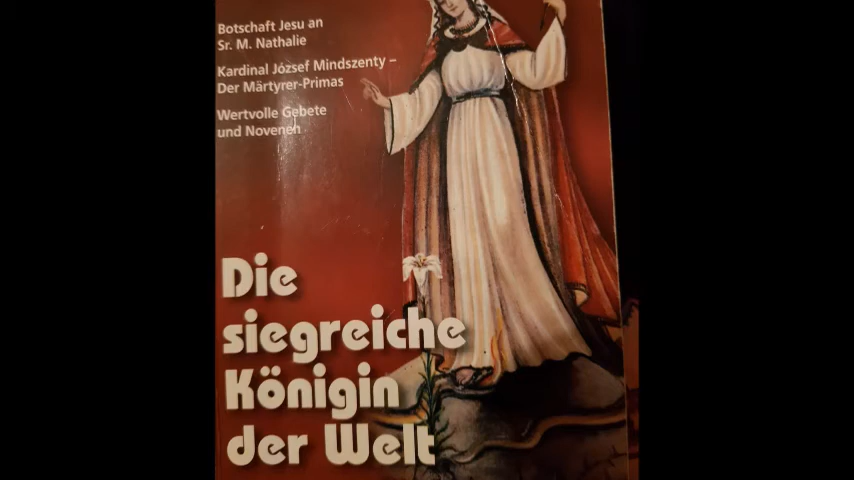 Botschaft Jesu an
Sr. M. Nathalie
Kardinal József Mindszenty –
Der Märtyrer-Primas
Wertvolle Gebete
und Novenen
Die
siegreiche
Königin
der Welt